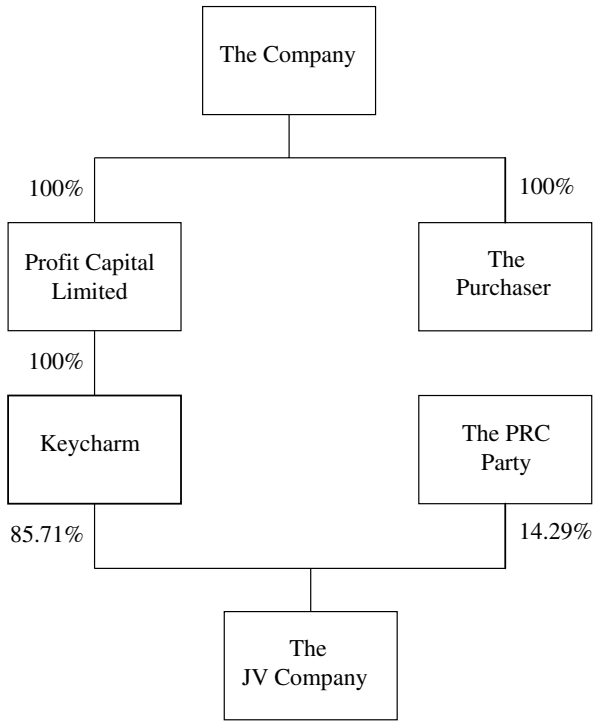 The Company
100%
100%
Profit Capital
Limited
The
Purchaser
100%
Keycharm
The PRC
Party
85.71%
14.29%
The
JV Company